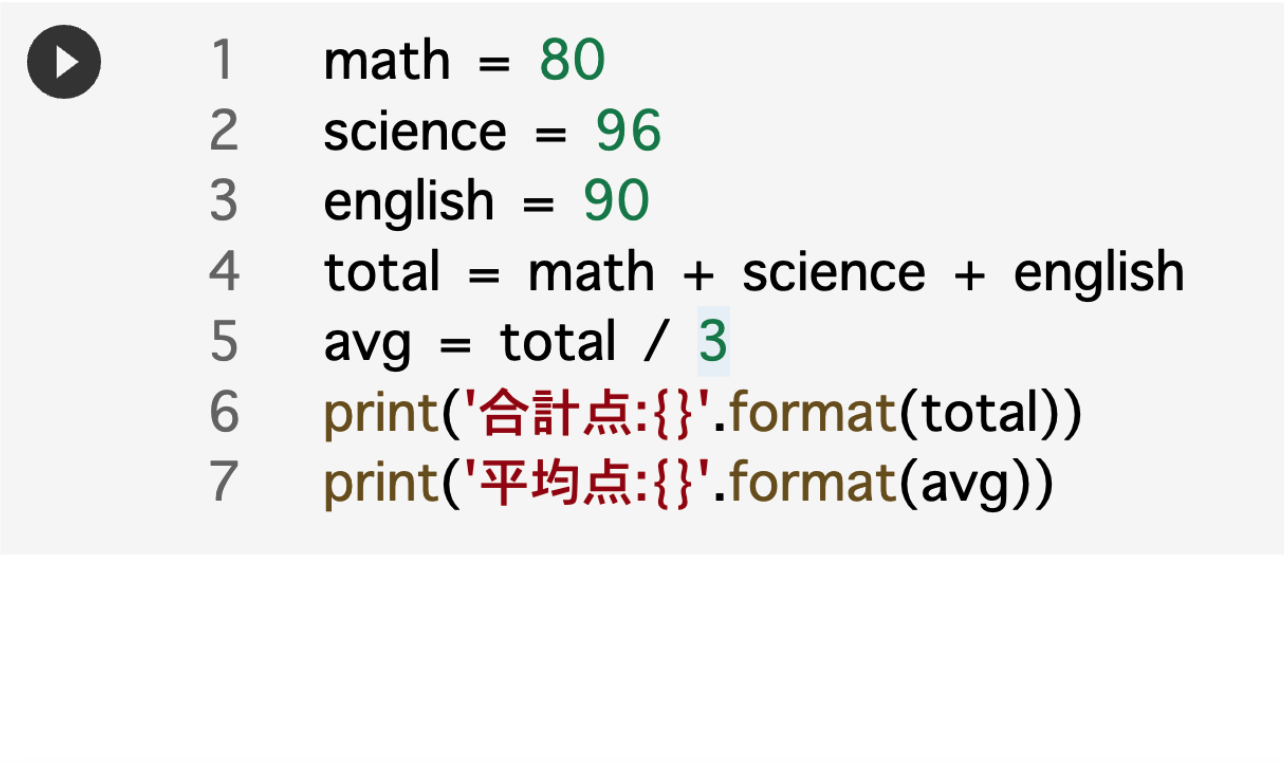 1 math = 80
2 science = 96
3 english = 90
4 total = math + science + english
5 avg = total / 3
6 print('合計点:{}'.format(total))
7 print('平均点:{}'.format(avg))